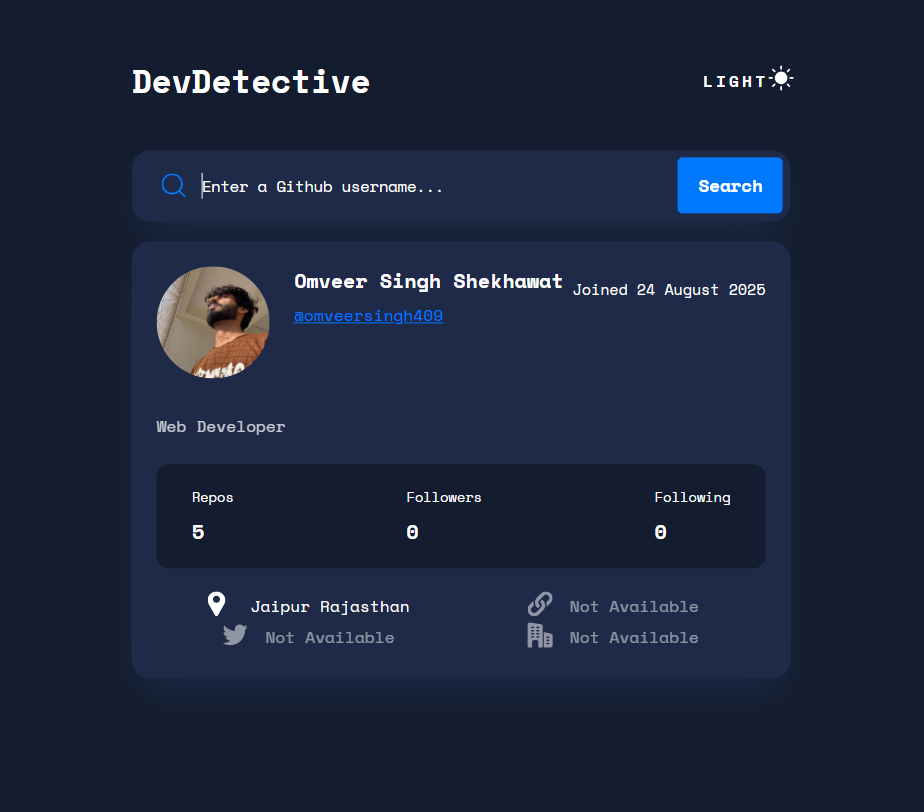 DevDetective LIGHT
Enter a Github username... Search
Omveer Singh Shekhawat Joined 24 August 2025
@omveersingh409
Web Developer
Repos Followers Following
5 0 0
Jaipur Rajasthan Not Available
Not Available Not Available